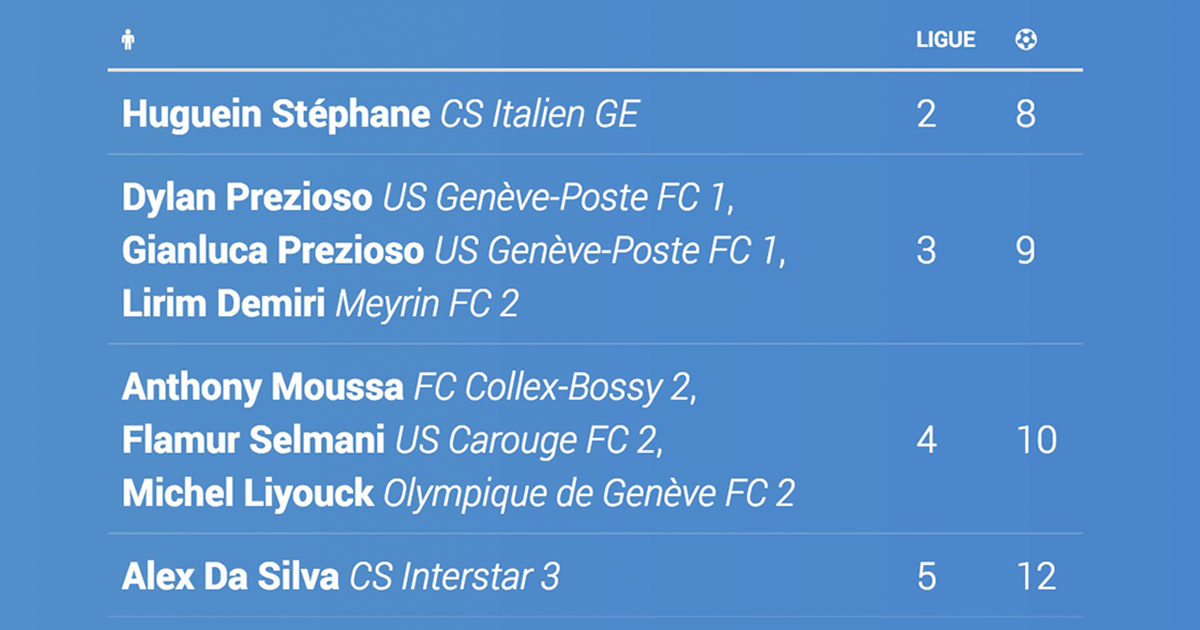 LIGUE
Huguein Stéphane CS Italien GE 2 8
Dylan Prezioso US Genève-Poste FC 1,
Gianluca Prezioso US Genève-Poste FC 1, 3 9
Lirim Demiri Meyrin FC 2
Anthony Moussa FC Collex-Bossy 2,
Flamur Selmani US Carouge FC 2, 4 10
Michel Liyouck Olympique de Genève FC 2
Alex Da Silva CS Interstar 3 5 12